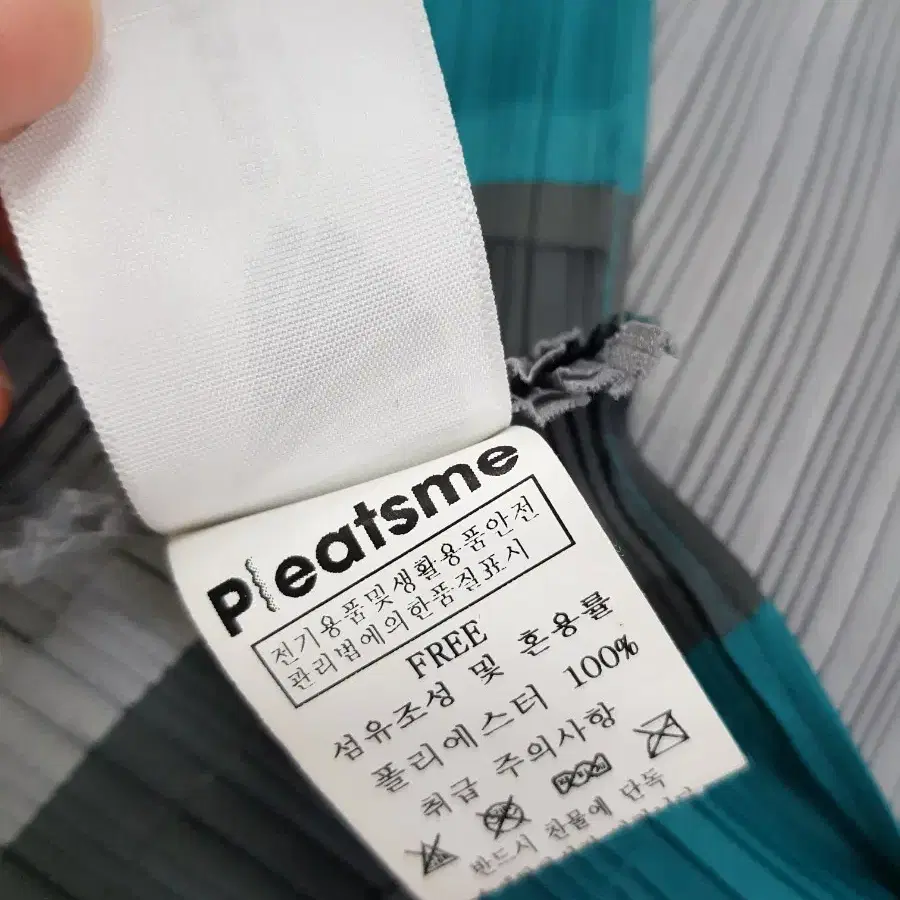 Pleatsme
전기용품및생활용품안전
관리법에의한품질표시
FREE
섬유조성 및 혼용률
폴리에스터 100%
취급 주의사항
반드시 찬물에 단독